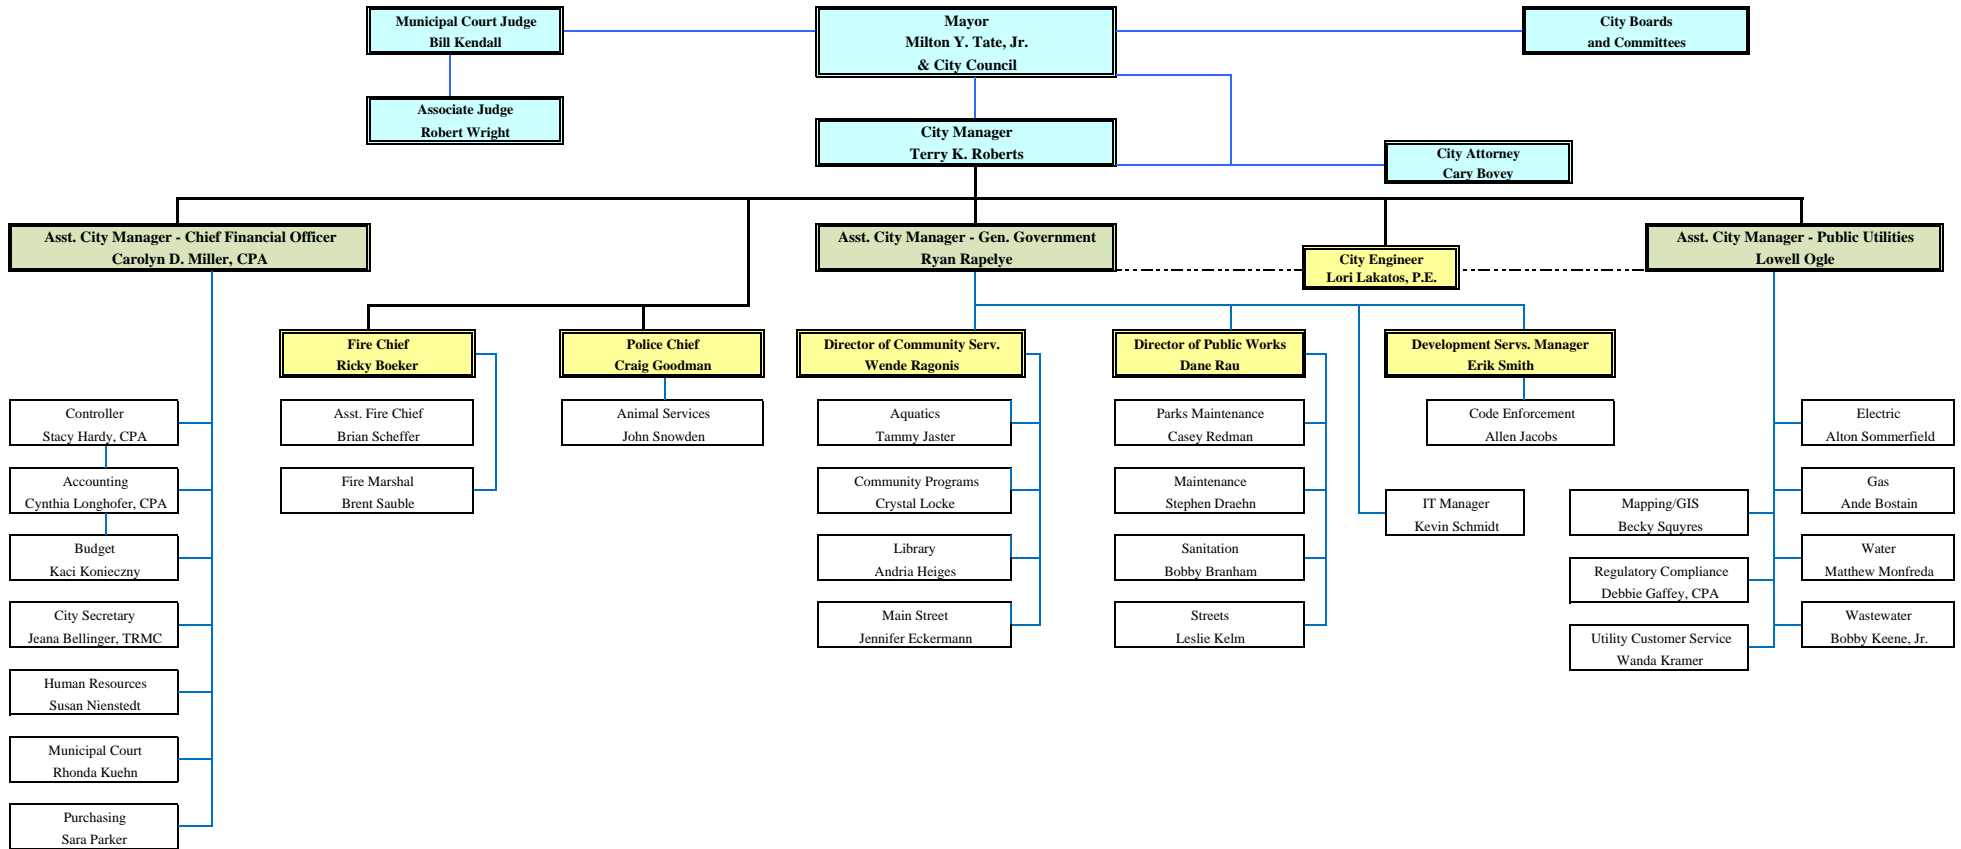 Municipal Court Judge
Bill Kendall
Mayor
Milton Y. Tate, Jr.
& City Council
City Boards
and Committees
Associate Judge
Robert Wright
City Manager
Terry K. Roberts
City Attorney
Cary Bovey
Asst. City Manager - Chief Financial Officer
Carolyn D. Miller, CPA
Asst. City Manager - Gen. Government
Ryan Rapelye
City Engineer
Lori Lakatos, P.E.
Asst. City Manager - Public Utilities
Lowell Ogle
Fire Chief
Ricky Boeker
Police Chief
Craig Goodman
Director of Community Serv.
Wende Ragonis
Director of Public Works
Dane Rau
Development Servs. Manager
Erik Smith
Controller
Stacy Hardy, CPA
Asst. Fire Chief
Brian Scheffer
Animal Services
John Snowden
Aquatics
Tammy Jaster
Parks Maintenance
Casey Redman
Code Enforcement
Allen Jacobs
Electric
Alton Sommerfield
Accounting
Cynthia Longhofer, CPA
Fire Marshal
Brent Sauble
Community Programs
Crystal Locke
Maintenance
Stephen Draehn
IT Manager
Kevin Schmidt
Mapping/GIS
Becky Squyres
Gas
Ande Bostain
Budget
Kaci Konieczny
Library
Andria Heiges
Sanitation
Bobby Branham
Regulatory Compliance
Debbie Gaffey, CPA
Water
Matthew Monfreda
City Secretary
Jeana Bellinger, TRMC
Main Street
Jennifer Eckermann
Streets
Leslie Kelm
Utility Customer Service
Wanda Kramer
Wastewater
Bobby Keene, Jr.
Human Resources
Susan Nienstedt
Municipal Court
Rhonda Kuehn
Purchasing
Sara Parker